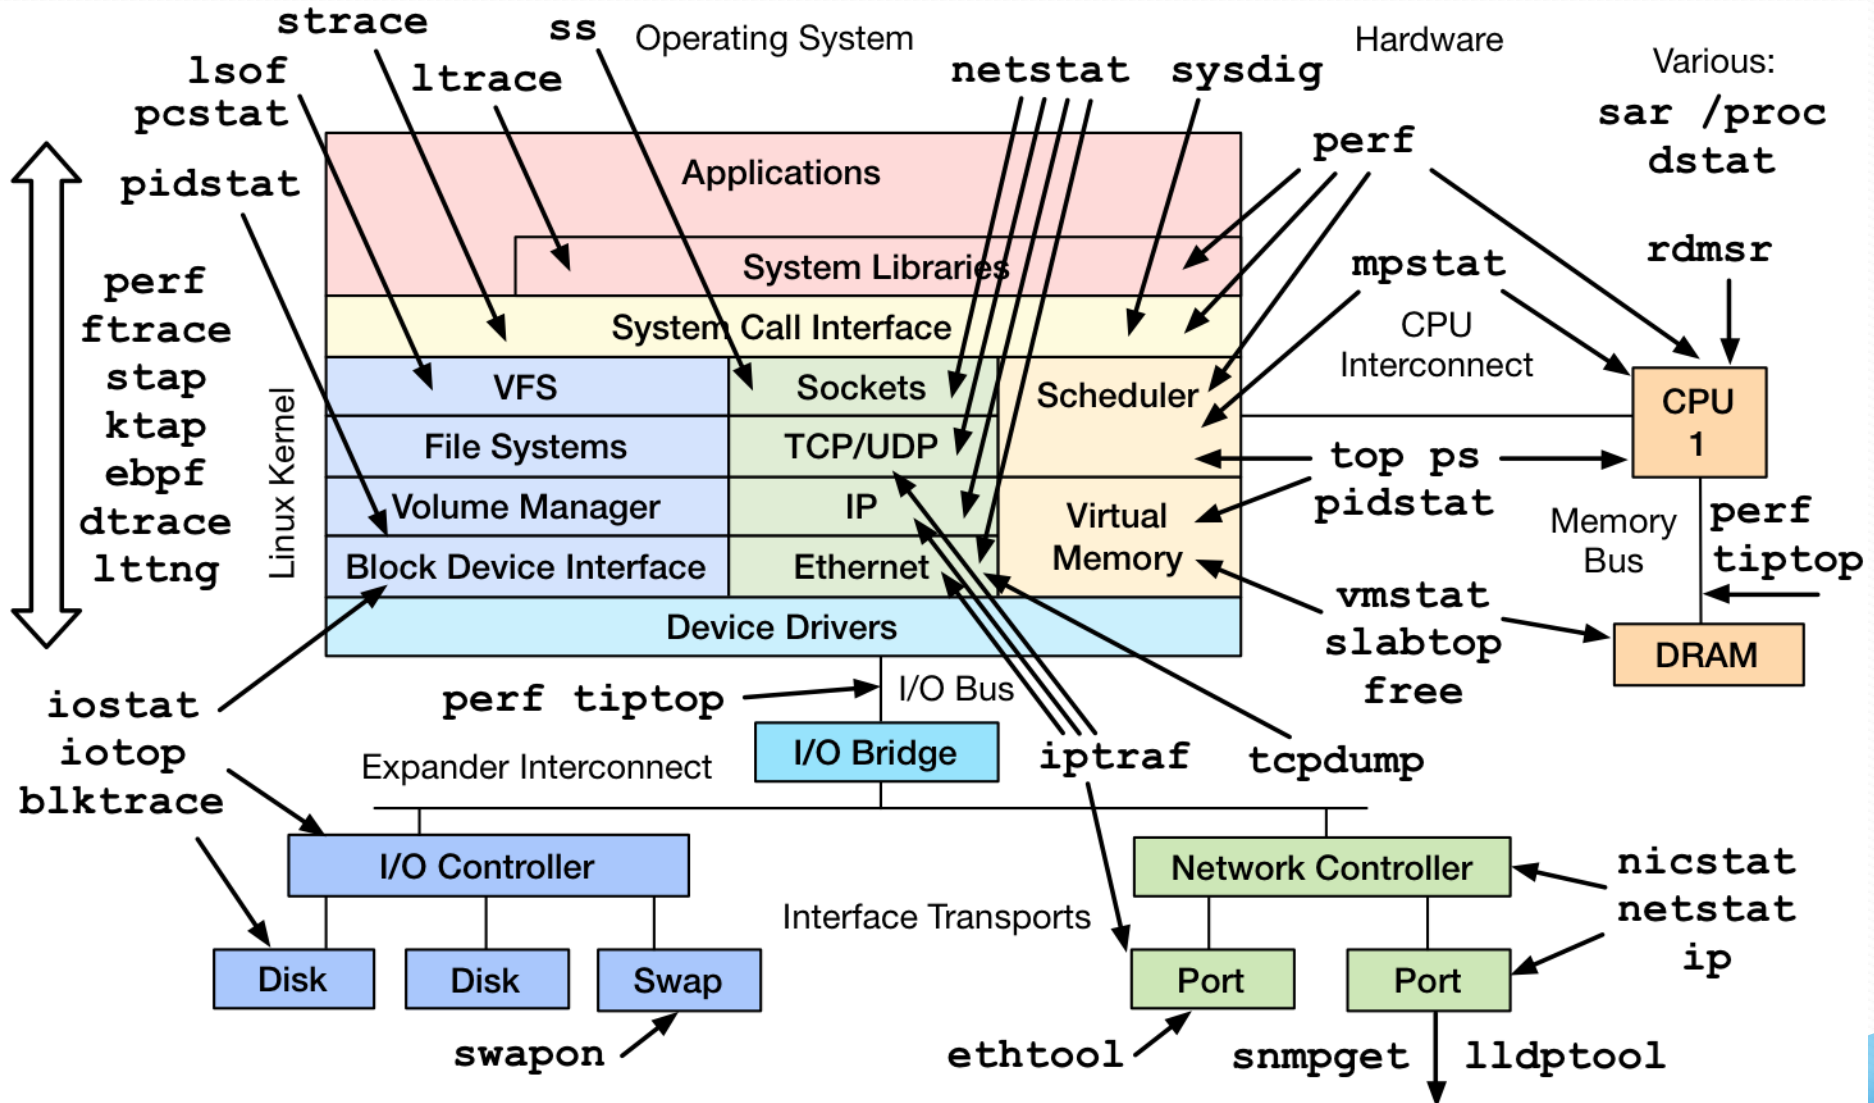 strace
ss
Operating System
Hardware
lsof
pcstat
ltrace
netstat
sysdig
Various:
sar /proc
dstat
perf
pidstat
Applications
System Libraries
System Call Interface
mpstat
rdmsr
CPU
Interconnect
perf
ftrace
stap
ktap
ebpf
dtrace
lttng
Linux Kernel
VFS
Sockets
Scheduler
File Systems
TCP/UDP
Volume Manager
IP
Virtual
Memory
Block Device Interface
Ethernet
Device Drivers
CPU
1
top ps
pidstat
Memory
Bus
perf
tiptop
vmstat
slabtop
free
DRAM
iostat
iotop
blktrace
perf tiptop
I/O Bus
I/O Bridge
Expander Interconnect
iptraf
tcpdump
I/O Controller
Network Controller
nicstat
netstat
ip
Interface Transports
Disk
Disk
Swap
Port
Port
swapon
ethtool
snmpget
lldptool